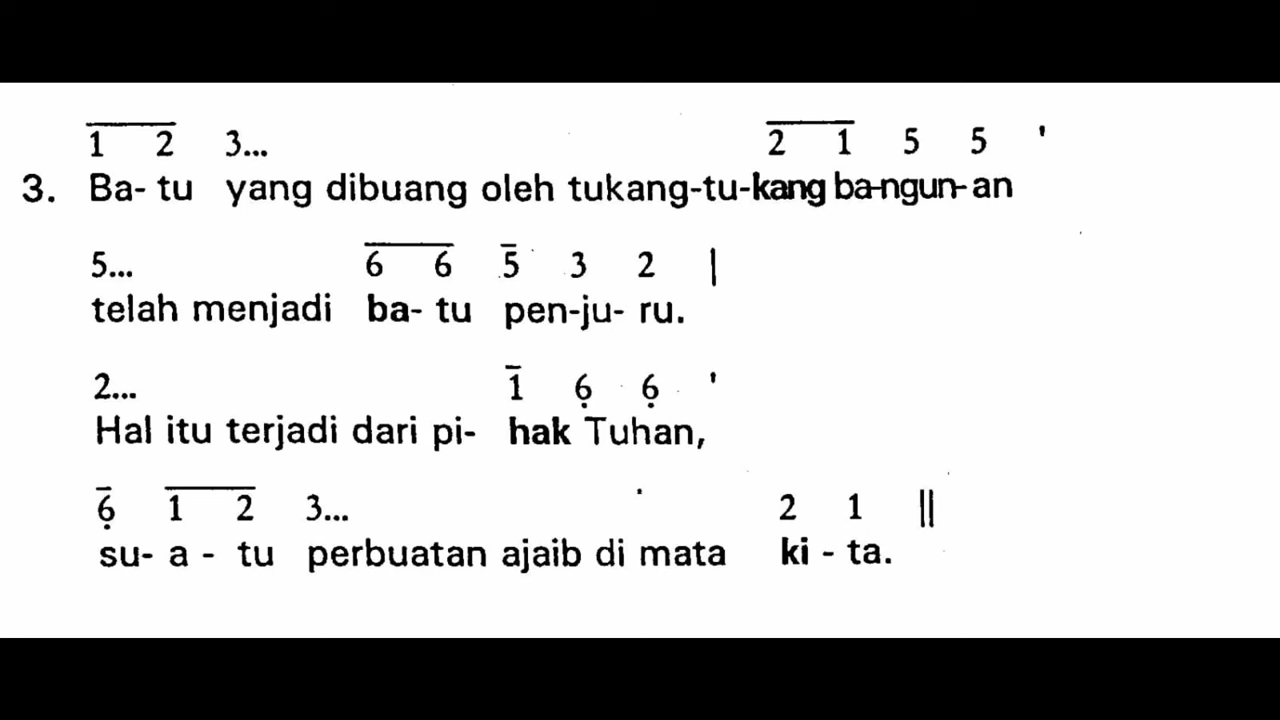 1 2 3... 2 1 5 5 '
3. Ba- tu yang dibuang oleh tukang-tu-kang ba-ngun-an
5... 6 6 5 3 2 |
telah menjadi ba- tu pen-ju- ru.
2... 1 6̣ 6̣ '
Hal itu terjadi dari pi- hak Tuhan,
6̣ 1 2 3... 2 1 ||
su- a - tu perbuatan ajaib di mata ki - ta.